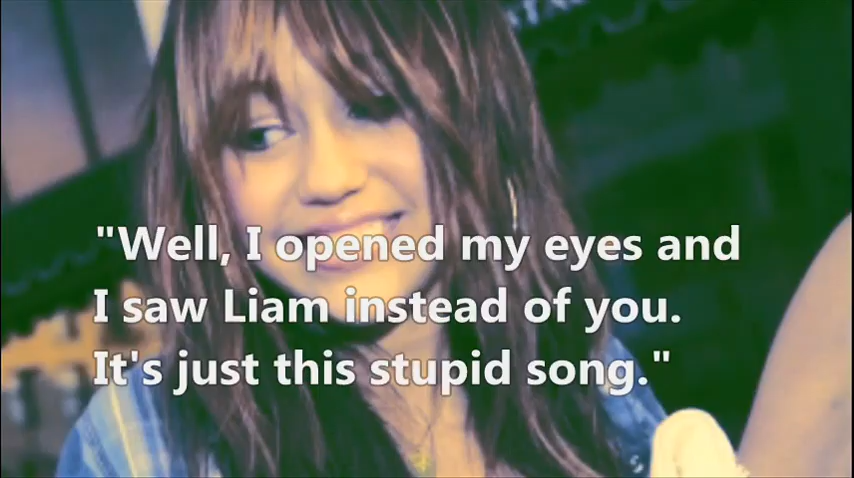 "Well, I opened my eyes and
I saw Liam instead of you.
It's just this stupid song."